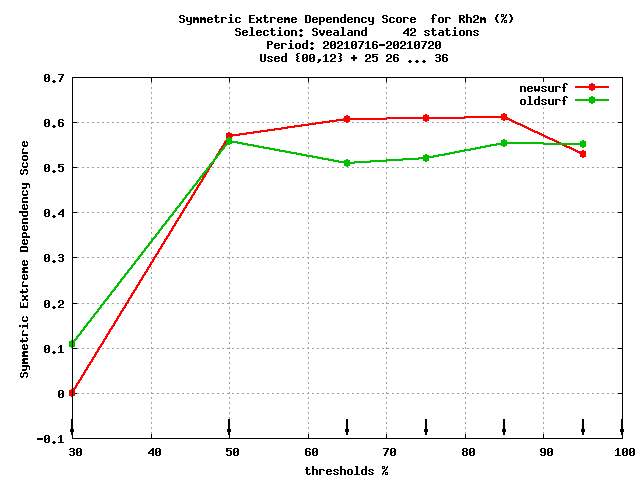 Symmetric Extreme Dependency Score  for Rh2m (%)
Selection: Svealand     42 stations
Period: 20210716-20210720
Used {00,12} + 25 26 ... 36
newsurf
oldsurf
0.7
0.6
0.5
0.4
0.3
0.2
0.1
0
-0.1
Symmetric Extreme Dependency Score
30 40 50 60 70 80 90 100
thresholds %